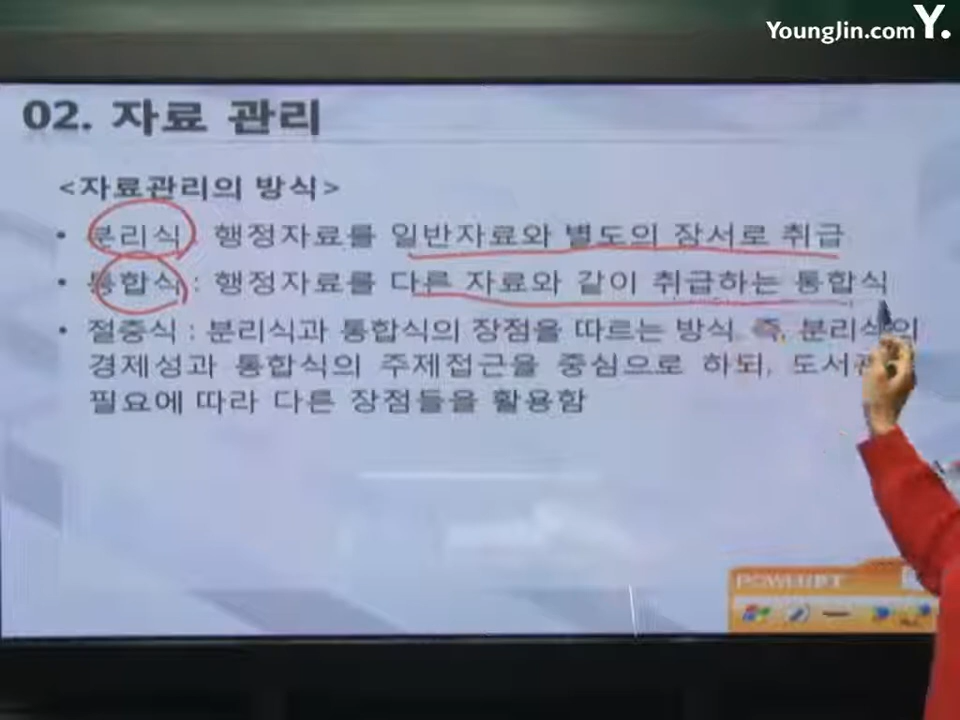 YoungJin.com Y.
02. 자료 관리
<자료관리의 방식>
• 분리식 : 행정자료를 일반자료와 별도의 장서로 취급
• 통합식 : 행정자료를 다른 자료와 같이 취급하는 통합식
• 절충식 : 분리식과 통합식의 장점을 따르는 방식 즉, 분리식의
경제성과 통합식의 주제접근을 중심으로 하되, 도서관
필요에 따라 다른 장점들을 활용함
POWERPT